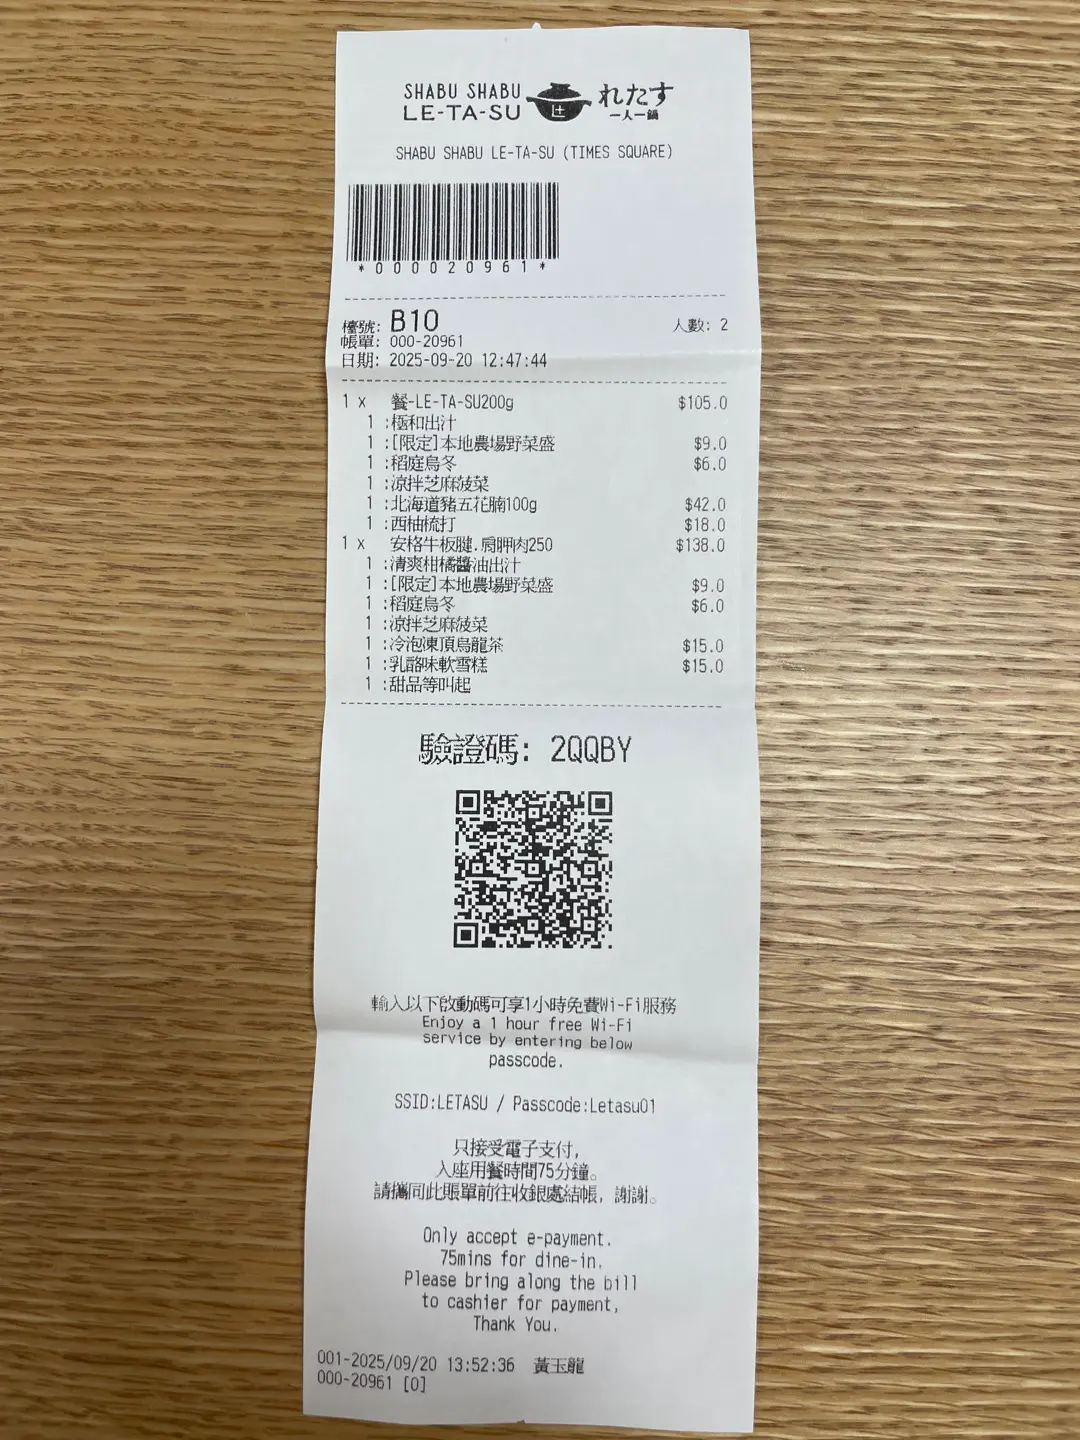 SHABU SHABU
LE-TA-SU
れたす
一人一鍋
SHABU SHABU LE-TA-SU (TIMES SQUARE)
*000020961*
檯號: B10 人數: 2
帳單: 000-20961
日期: 2025-09-20 12:47:44
1 x 餐-LE-TA-SU200g $105.0
1 :極和出汁
1 :[限定]本地農場野菜盛 $9.0
1 :稻庭烏冬 $6.0
1 :涼拌芝麻菠菜
1 :北海道豬五花腩100g $42.0
1 :西柚梳打 $18.0
1 x 安格牛板腱.肩胛肉250 $138.0
1 :清爽柑橘醬油出汁
1 :[限定]本地農場野菜盛 $9.0
1 :稻庭烏冬 $6.0
1 :涼拌芝麻菠菜
1 :冷泡凍頂烏龍茶 $15.0
1 :乳酪味軟雪糕 $15.0
1 :甜品等叫起
驗證碼: 2QQBY
輸入以下啟動碼可享1小時免費Wi-Fi服務
Enjoy a 1 hour free Wi-Fi
service by entering below
passcode.
SSID:LETASU / Passcode:Letasu01
只接受電子支付,
入座用餐時間75分鐘。
請攜同此賬單前往收銀處結帳, 謝謝。
Only accept e-payment.
75mins for dine-in.
Please bring along the bill
to cashier for payment,
Thank You.
001-2025/09/20 13:52:36 黃玉龍
000-20961 [0]